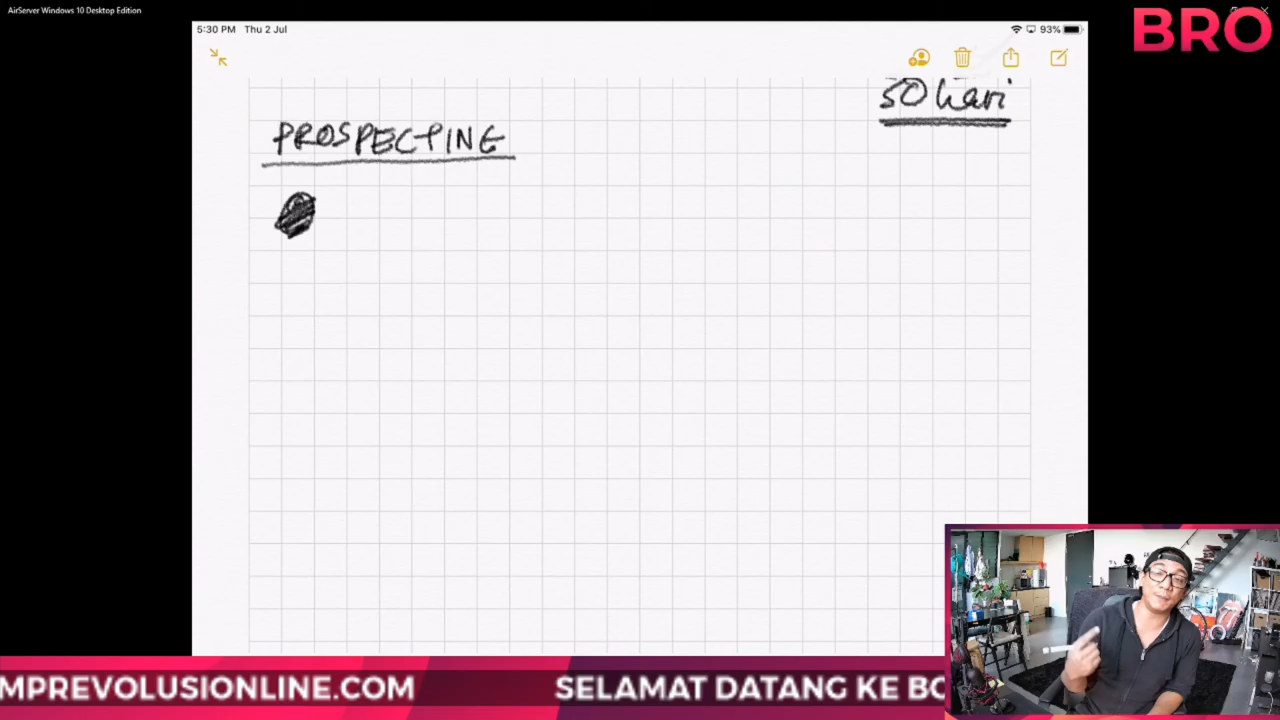 AirServer Windows 10 Desktop Edition
BRO
5:30 PM Thu 2 Jul
93%
50 hari
PROSPECTING
MPREVOLUSIONLINE.COM SELAMAT DATANG KE BO